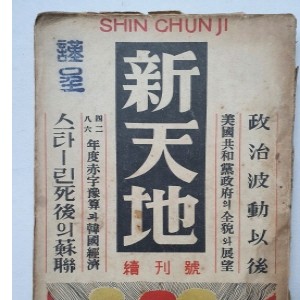 SHIN CHUNJI
謹呈
新天地
續刊號
政治波動以後
美國共和黨政府의全貌와展望
四二八六年度赤字豫算과韓國經濟
스타―린死後의蘇聯